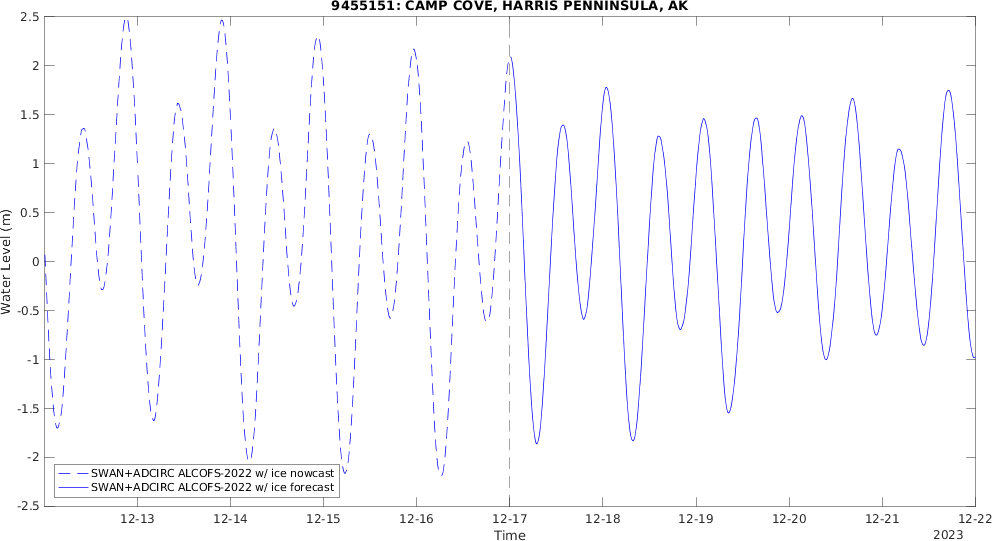 9455151: CAMP COVE, HARRIS PENNINSULA, AK
2.5
2
1.5
1
0.5
0
-0.5
-1
-1.5
-2
-2.5
Water Level (m)
SWAN+ADCIRC ALCOFS-2022 w/ ice nowcast
SWAN+ADCIRC ALCOFS-2022 w/ ice forecast
12-13 12-14 12-15 12-16 12-17 12-18 12-19 12-20 12-21 12-22
Time
2023